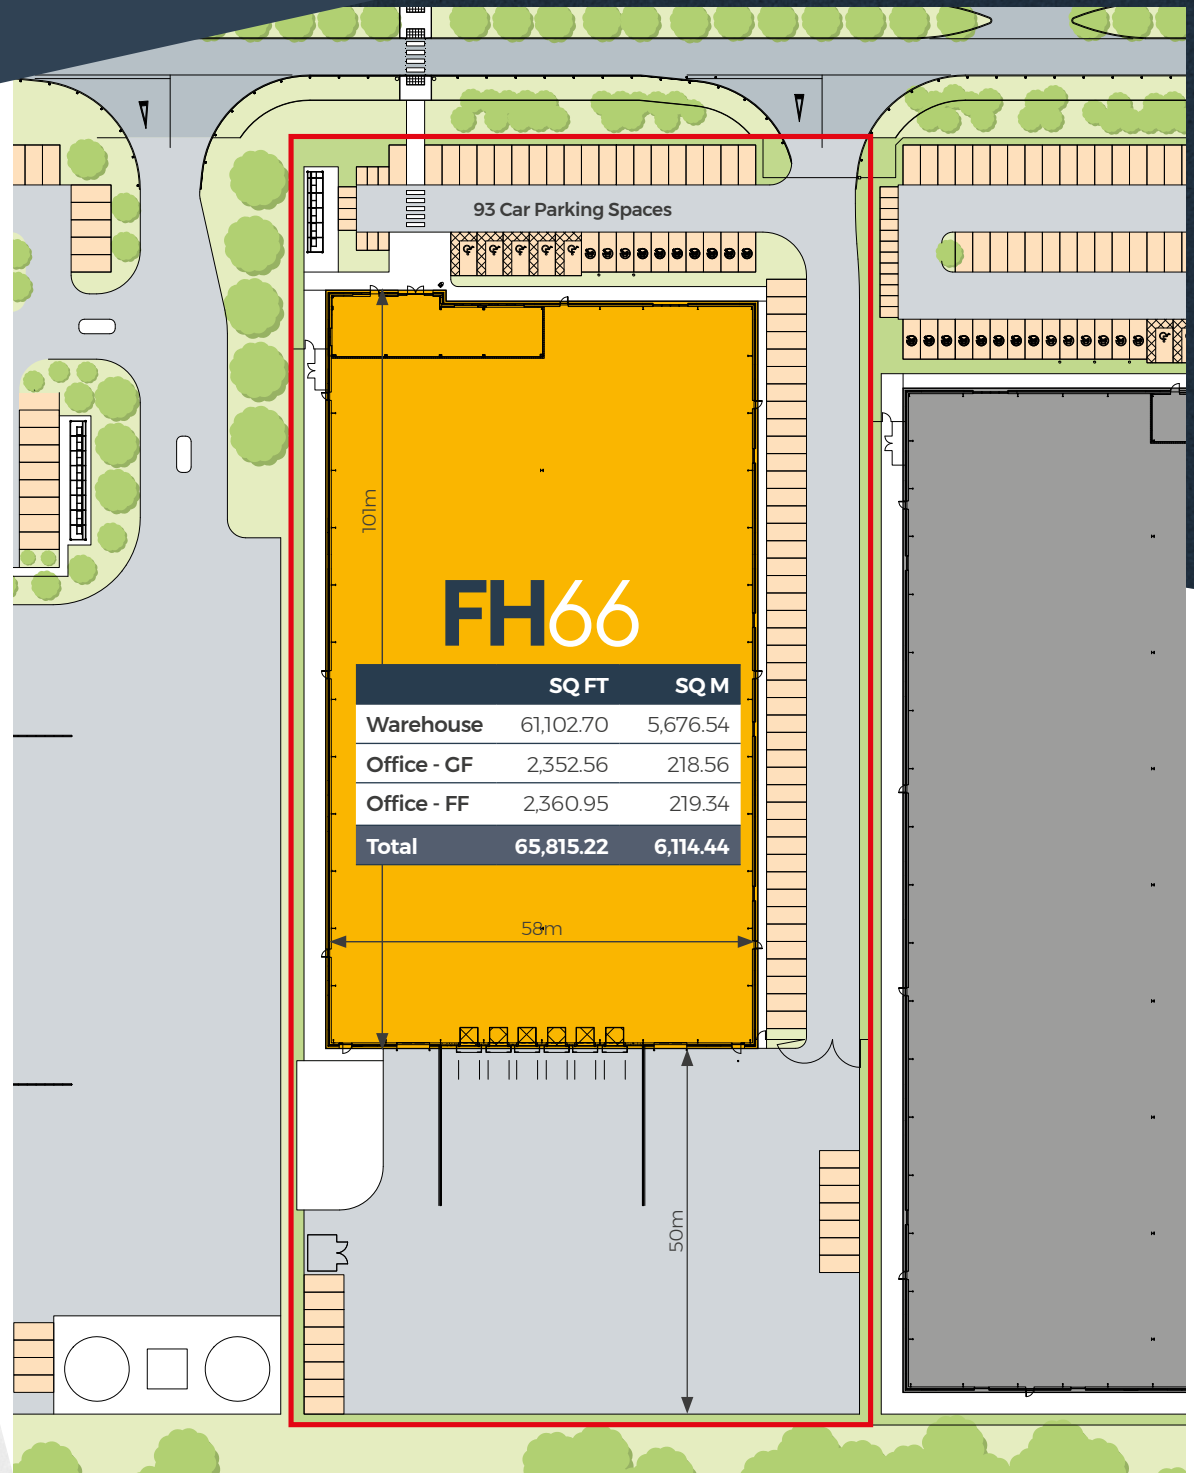 93 Car Parking Spaces
101m
FH66
SQ FT SQ M
Warehouse 61,102.70 5,676.54
Office - GF 2,352.56 218.56
Office - FF 2,360.95 219.34
Total 65,815.22 6,114.44
58m
50m